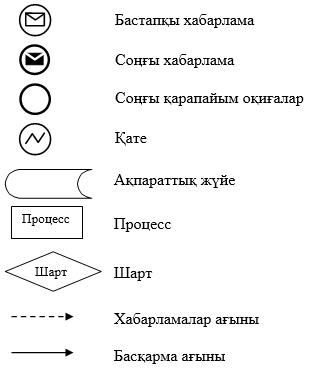 Бастапқы хабарлама
Соңғы хабарлама
Соңғы қарапайым оқиғалар
Қате
Ақпараттық жүйе
Процесс Процесс
Шарт Шарт
Хабарламалар ағыны
Басқарма ағыны